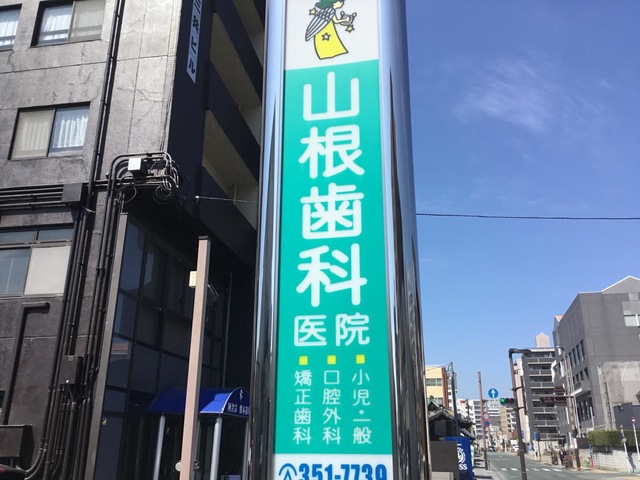 山根歯科
医院
小児・一般
口腔外科
矯正歯科
351-7739